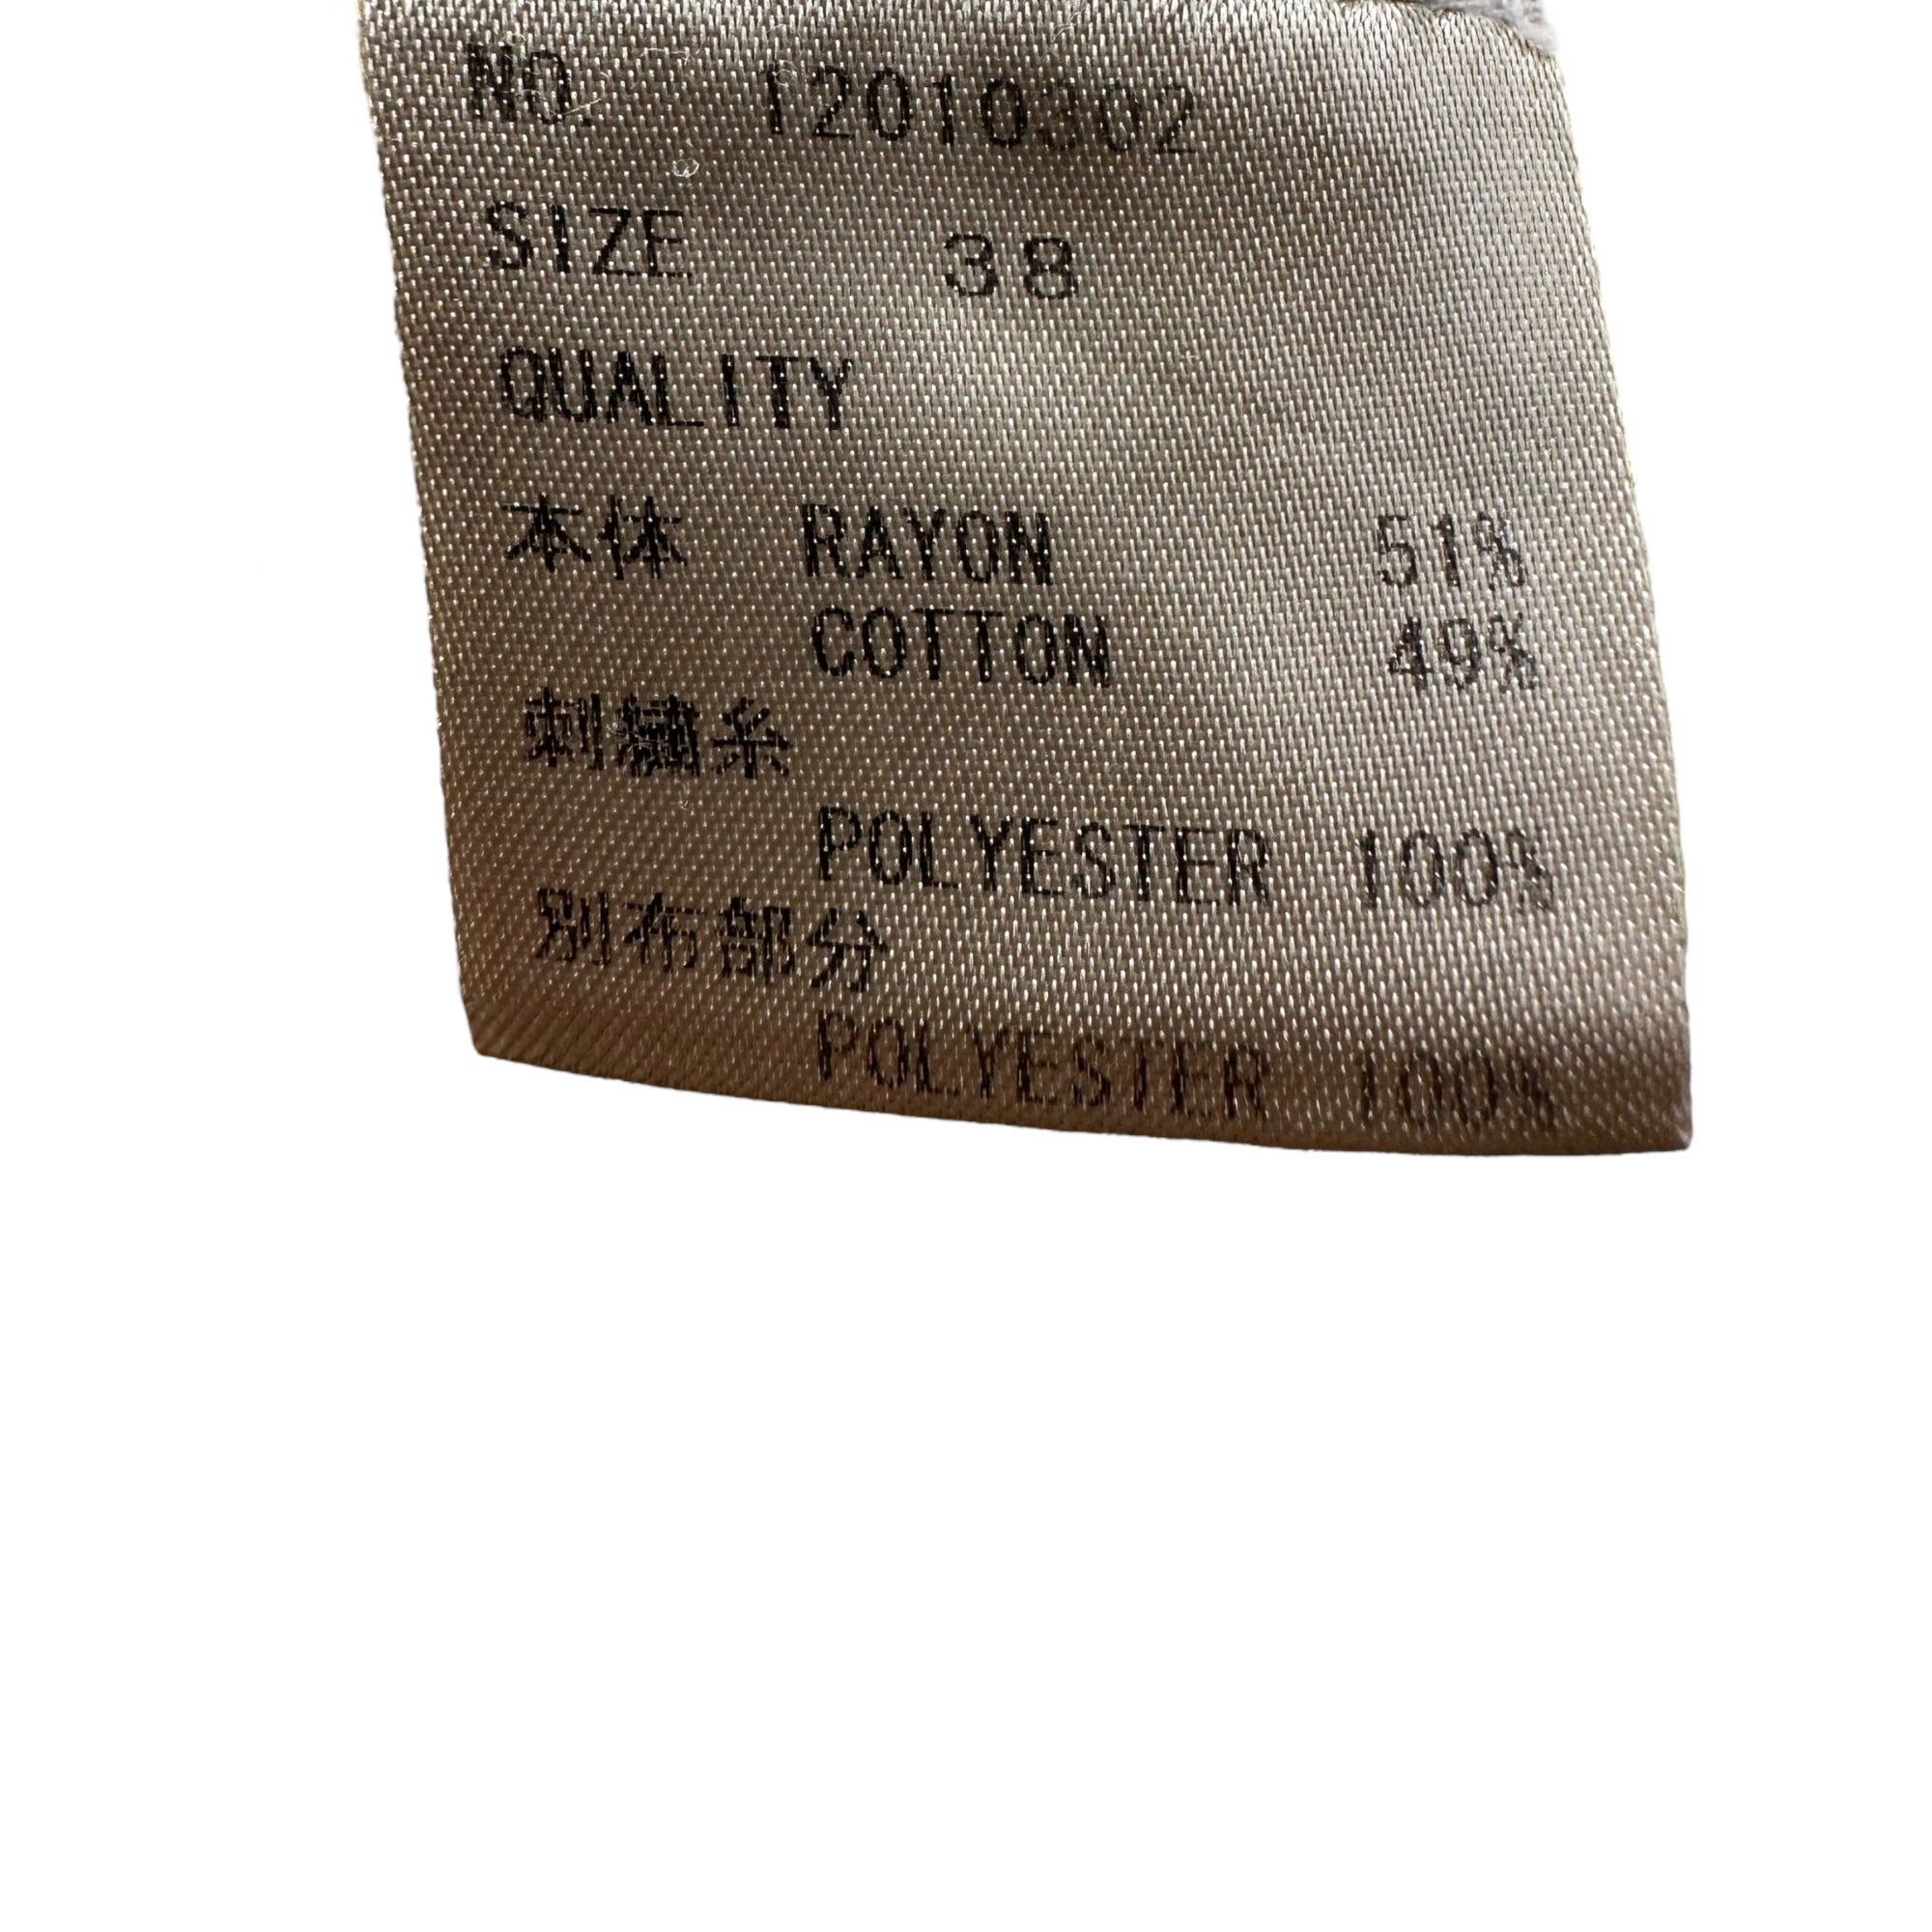 NO. 12010302
SIZE 38
QUALITY
本体 RAYON 51%
COTTON 49%
刺繍糸
POLYESTER 100%
別布部分
POLYESTER 100%